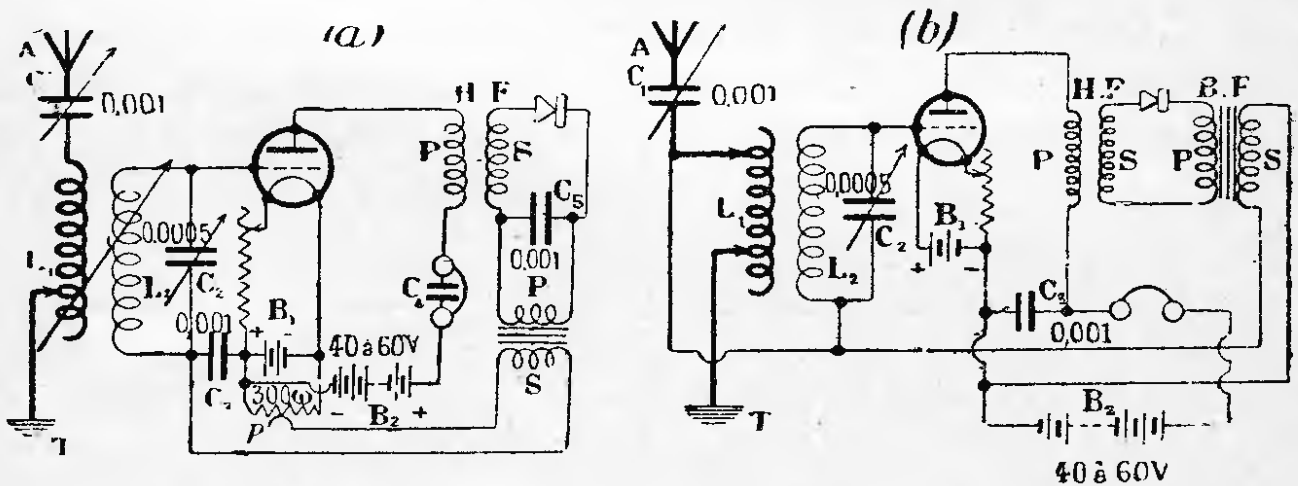 (a)
A
C
0,001
L₁
T
L₂
0,0005
C₂
0,001
B₁
+
-
300ω
P
-
B₂
+
40 à 60V
H F
P
S
C₄
C₅
0.001
P
S
(b)
A
C₁
0,001
L₁
T
L₂
0,0005
C₂
B₁
+
-
H.F
B.F
P
S
P
S
C₃
0,001
B₂
40 à 60V